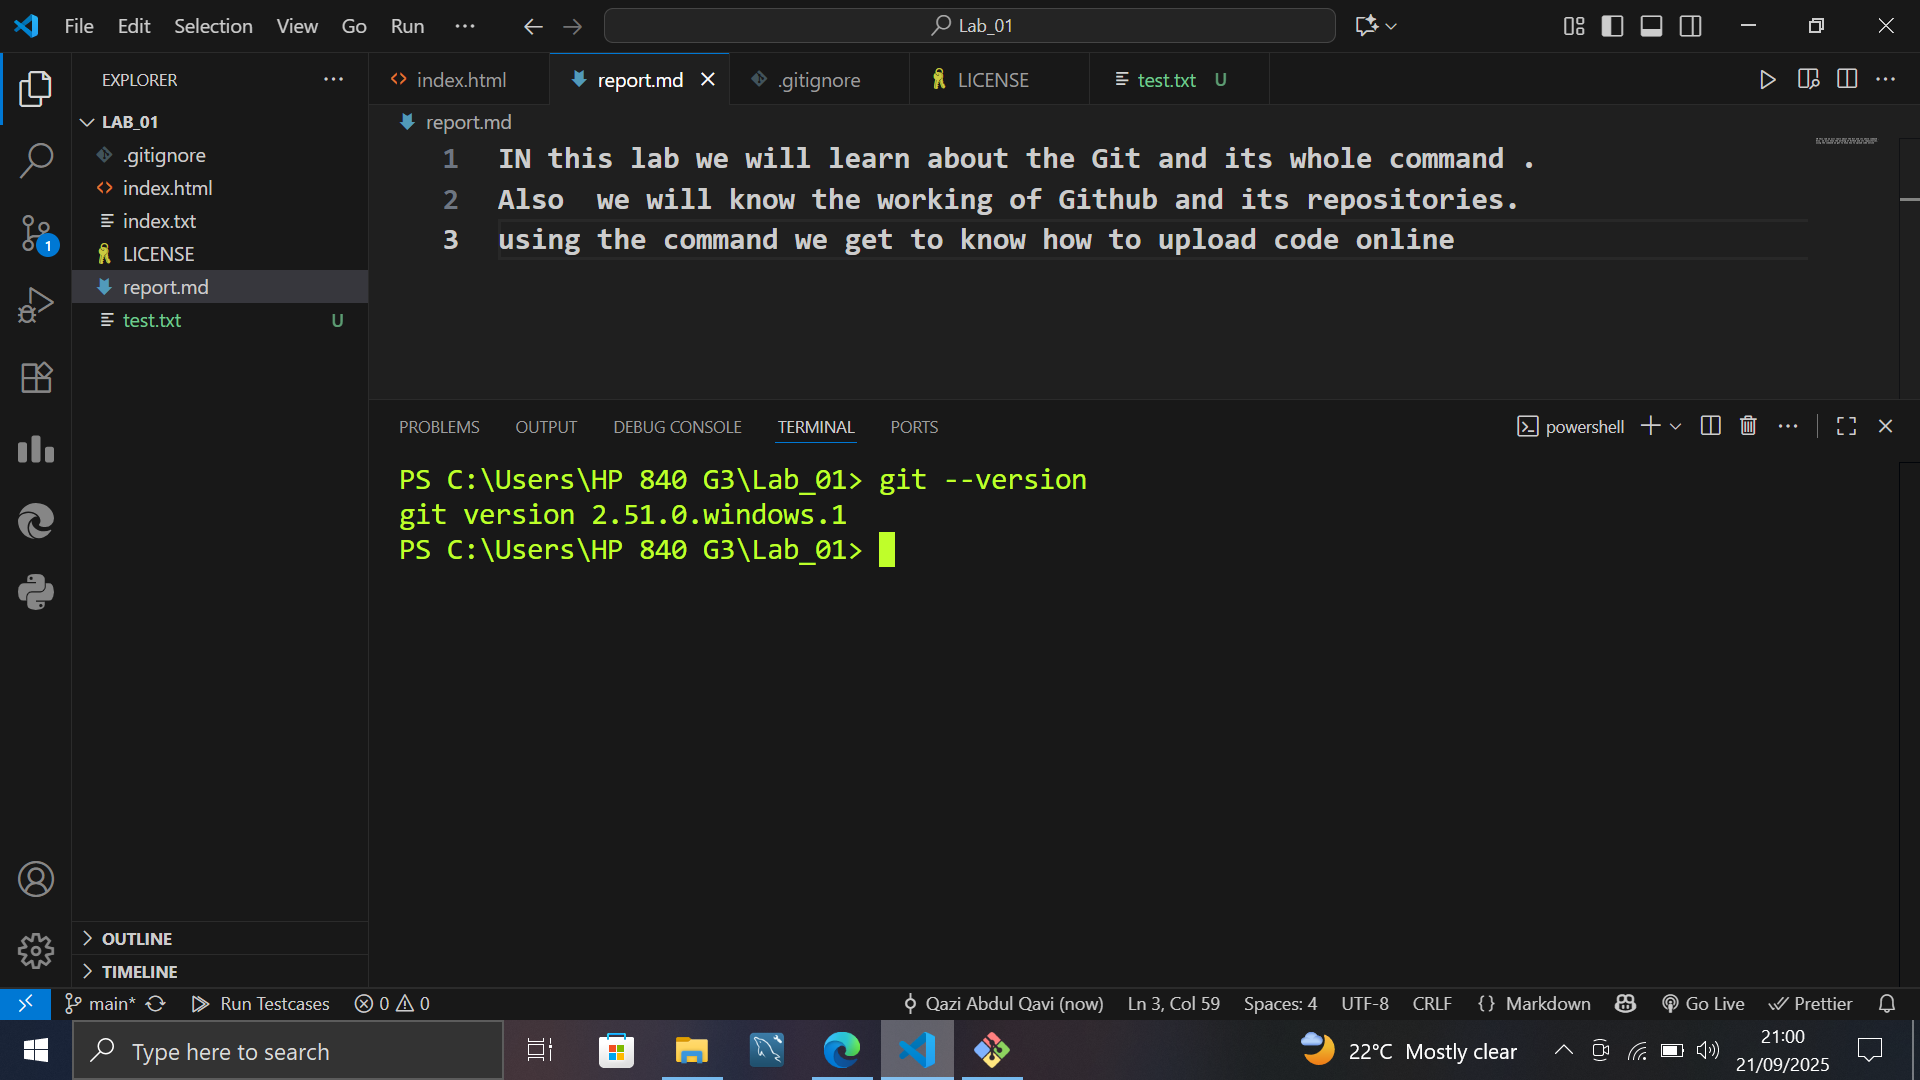 File Edit Selection View Go Run ···
Lab_01
EXPLORER
LAB_01
.gitignore
index.html
index.txt
LICENSE
report.md
test.txt U
1
index.html
report.md
.gitignore
LICENSE
test.txt U
report.md
1 IN this lab we will learn about the Git and its whole command .
2 Also  we will know the working of Github and its repositories.
3 using the command we get to know how to upload code online
PROBLEMS OUTPUT DEBUG CONSOLE TERMINAL PORTS
powershell
PS C:\Users\HP 840 G3\Lab_01> git --version
git version 2.51.0.windows.1
PS C:\Users\HP 840 G3\Lab_01>
OUTLINE
TIMELINE
main* Run Testcases 0 0 Qazi Abdul Qavi (now) Ln 3, Col 59 Spaces: 4 UTF-8 CRLF {} Markdown Go Live Prettier
Type here to search
22°C Mostly clear
21:00
21/09/2025